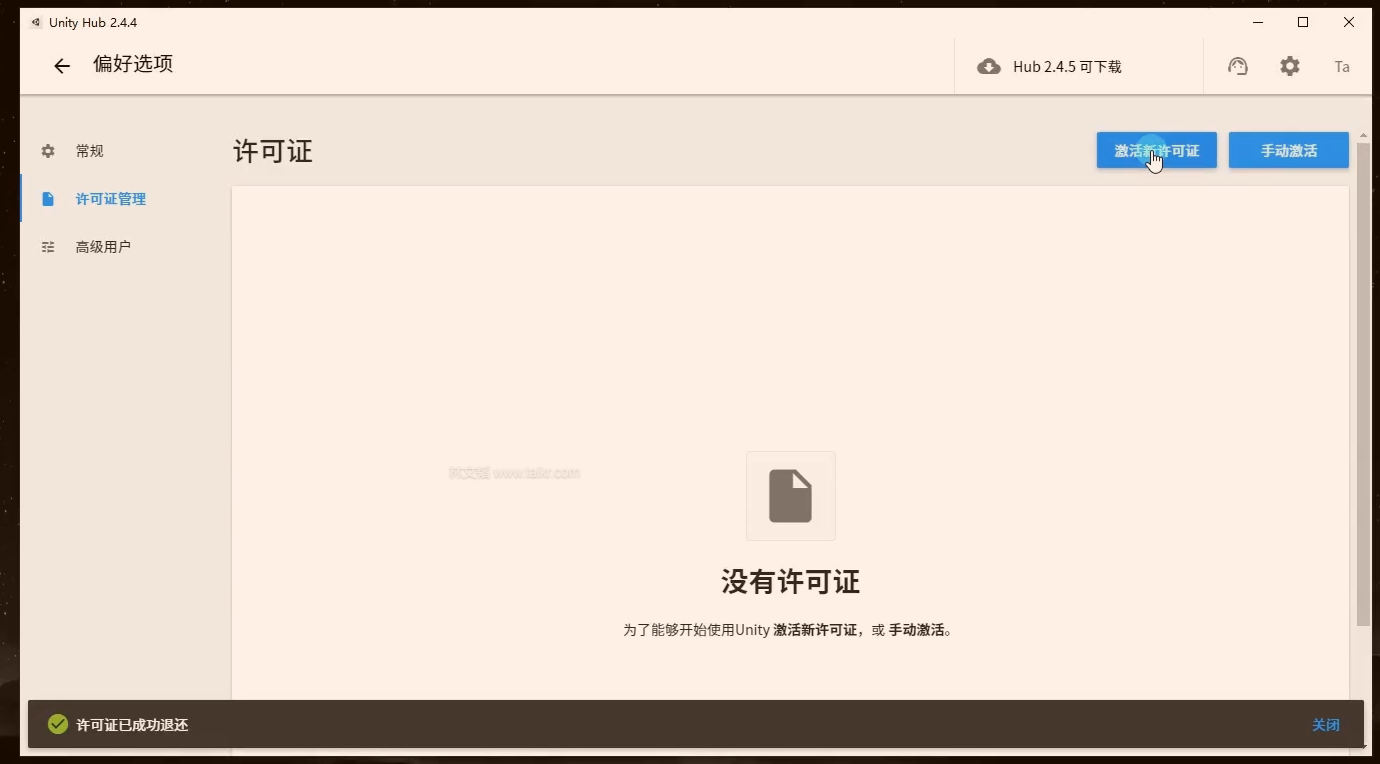 Unity Hub 2.4.4
偏好选项
Hub 2.4.5 可下载
Ta
常规
许可证管理
高级用户
许可证
激活新许可证
手动激活
www.taikr.com
没有许可证
为了能够开始使用Unity 激活新许可证，或 手动激活。
许可证已成功退还
关闭